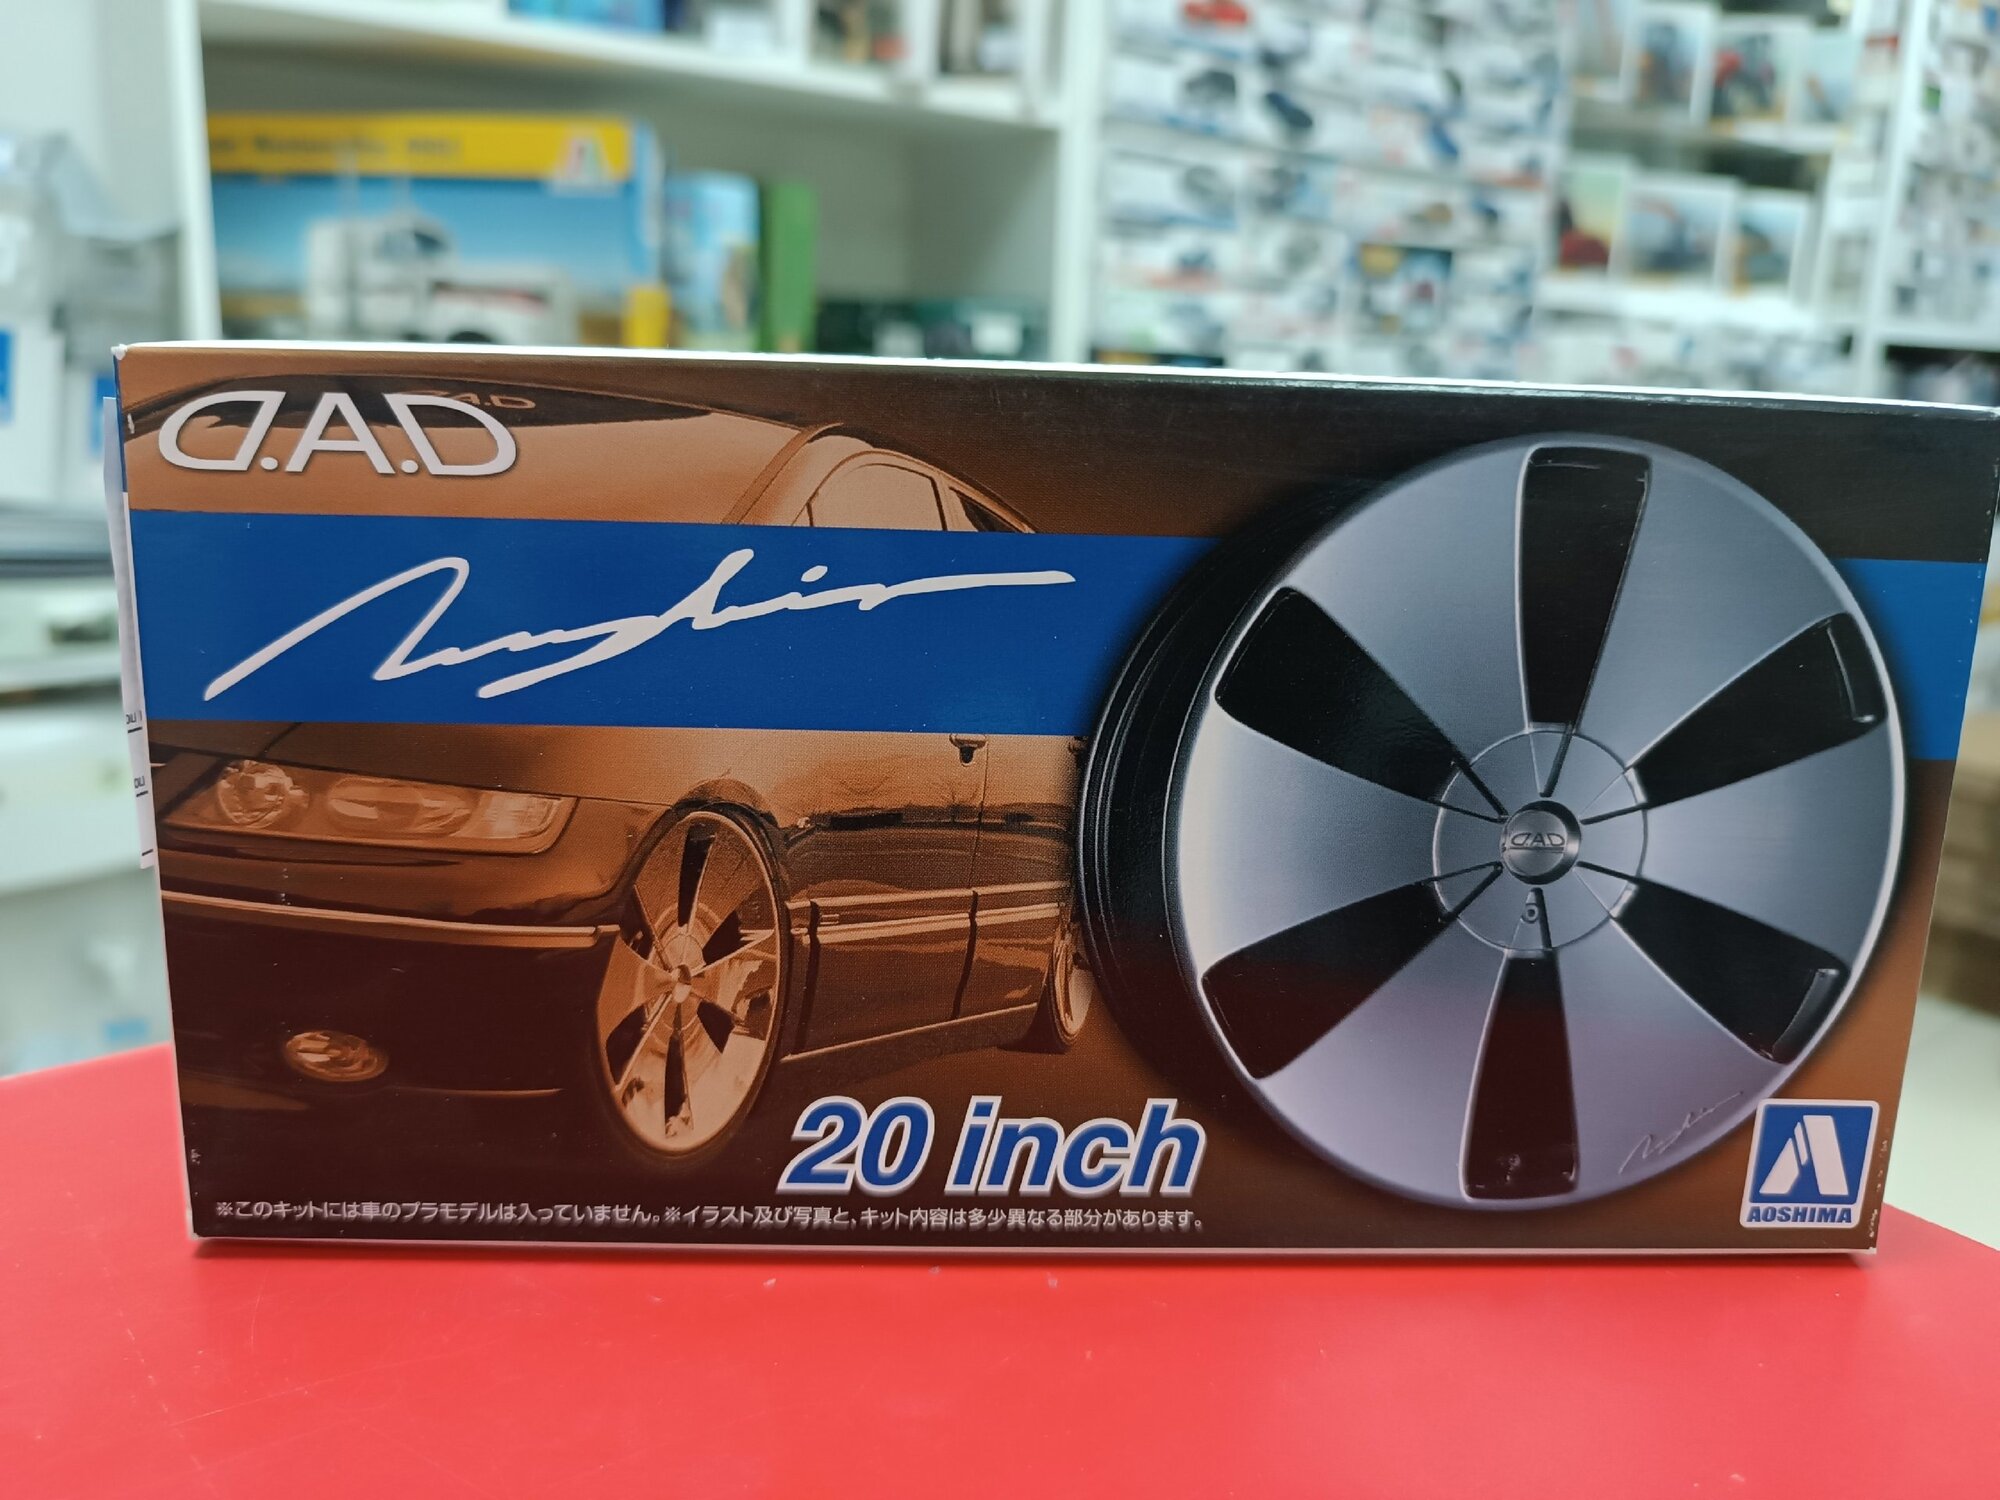 D.A.D
20 inch
D.A.D
AOSHIMA
※このキットには車のプラモデルは入っていません。※イラスト及び写真と、キット内容は多少異なる部分があります。